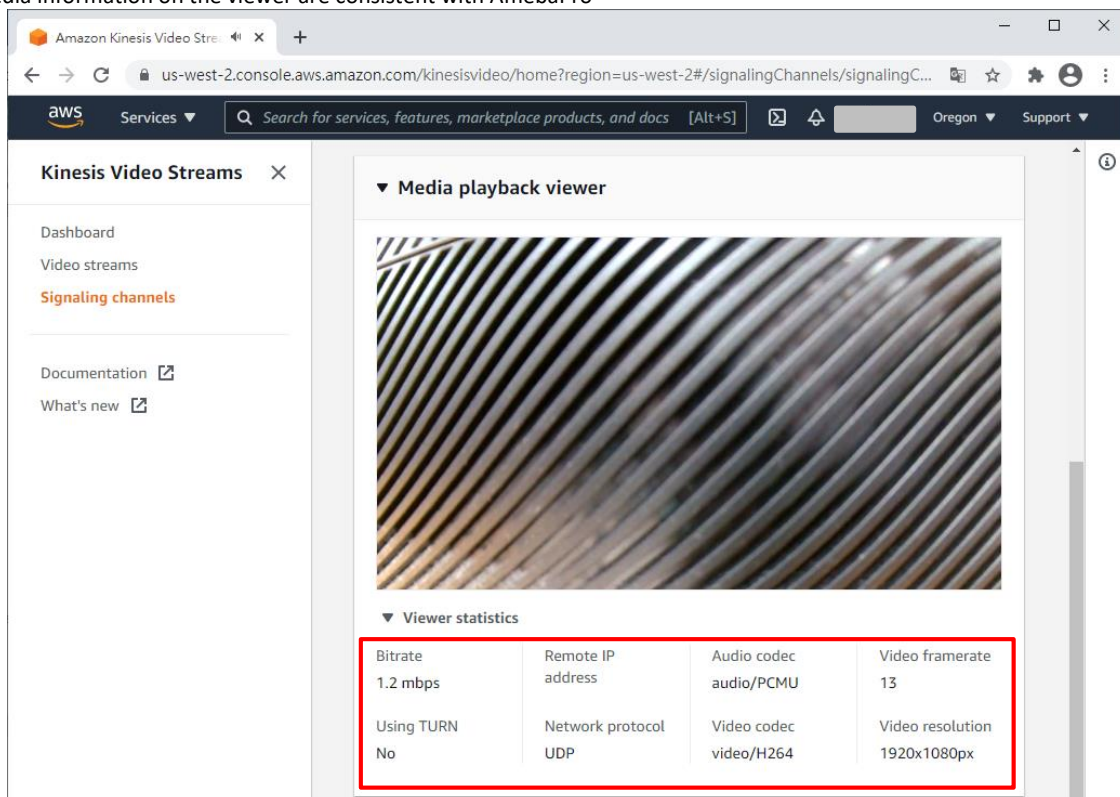 dia information on the viewer are consistent with AmebaPro
Amazon Kinesis Video Stre
us-west-2.console.aws.amazon.com/kinesisvideo/home?region=us-west-2#/signalingChannels/signalingC...
aws Services ▼ Search for services, features, marketplace products, and docs [Alt+S] Oregon ▼ Support ▼
Kinesis Video Streams
Dashboard
Video streams
Signaling channels
Documentation
What's new
▼ Media playback viewer
▼ Viewer statistics
Bitrate
1.2 mbps
Remote IP
address
Audio codec
audio/PCMU
Video framerate
13
Using TURN
No
Network protocol
UDP
Video codec
video/H264
Video resolution
1920x1080px